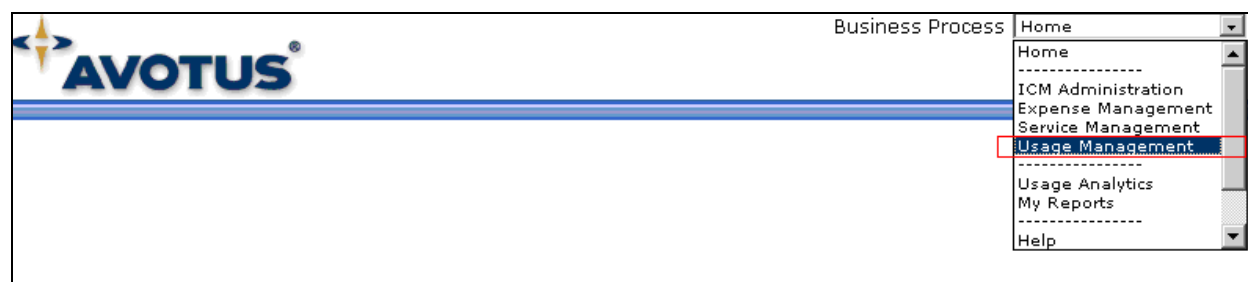 Business Process Home
AVOTUS®
Home
----------------
ICM Administration
Expense Management
Service Management
Usage Management
----------------
Usage Analytics
My Reports
----------------
Help